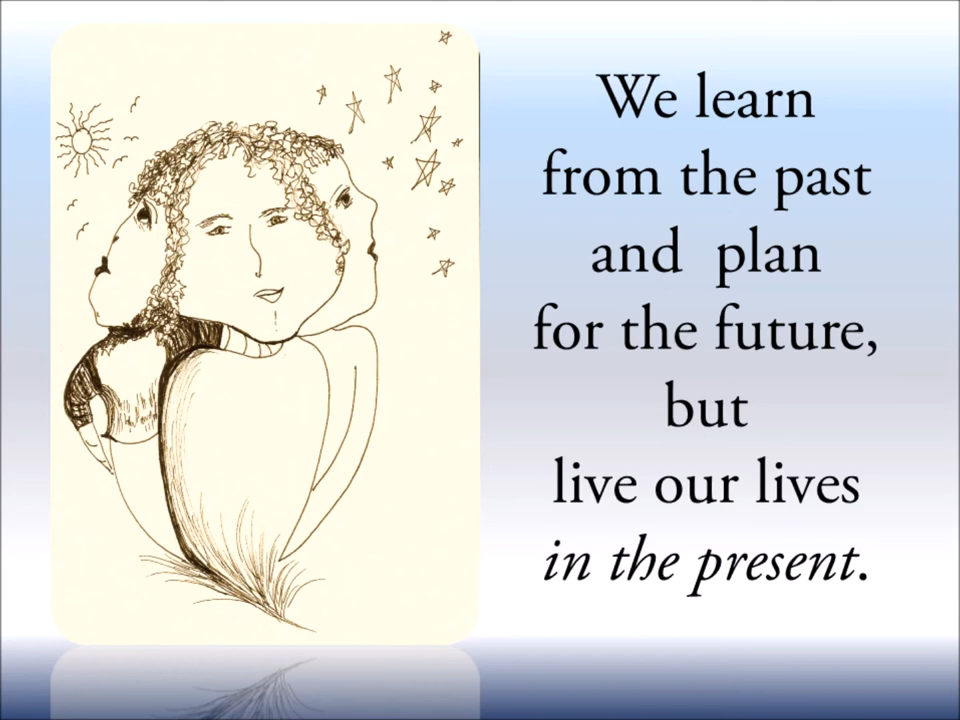 We learn
from the past
and  plan
for the future,
but
live our lives
in the present.